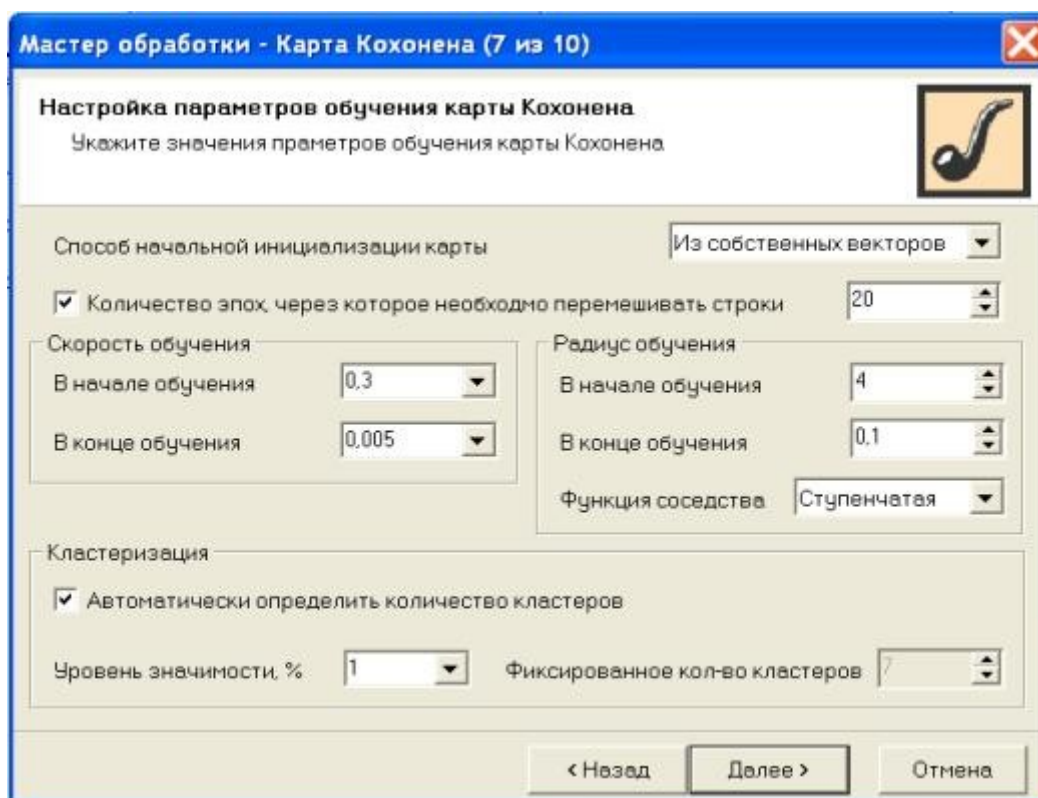 Мастер обработки - Карта Кохонена (7 из 10)
Настройка параметров обучения карты Кохонена
Укажите значения праметров обучения карты Кохонена
Способ начальной инициализации карты Из собственных векторов
Количество эпох, через которое необходмо перемешивать строки 20
Скорость обучения
В начале обучения 0,3
В конце обучения 0,005
Радиус обучения
В начале обучения 4
В конце обучения 0,1
Функция соседства Ступенчатая
Кластеризация
Автоматически определить количество кластеров
Уровень значимости, % 1 Фиксированное кол-во кластеров 7
< Назад Далее > Отмена